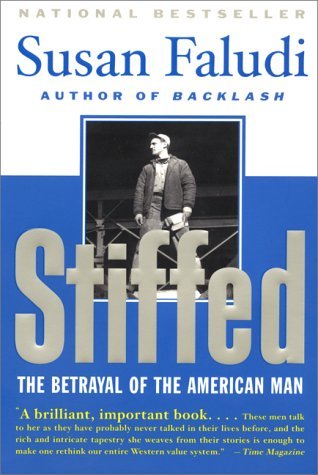 NATIONAL BESTSELLER
Susan Faludi
AUTHOR OF BACKLASH
Stiffed
THE BETRAYAL OF THE AMERICAN MAN
"A brilliant, important book. . . . These men talk
to her as they have probably never talked in their lives before, and the
rich and intricate tapestry she weaves from their stories is enough to
make one rethink our entire Western value system." – Time Magazine